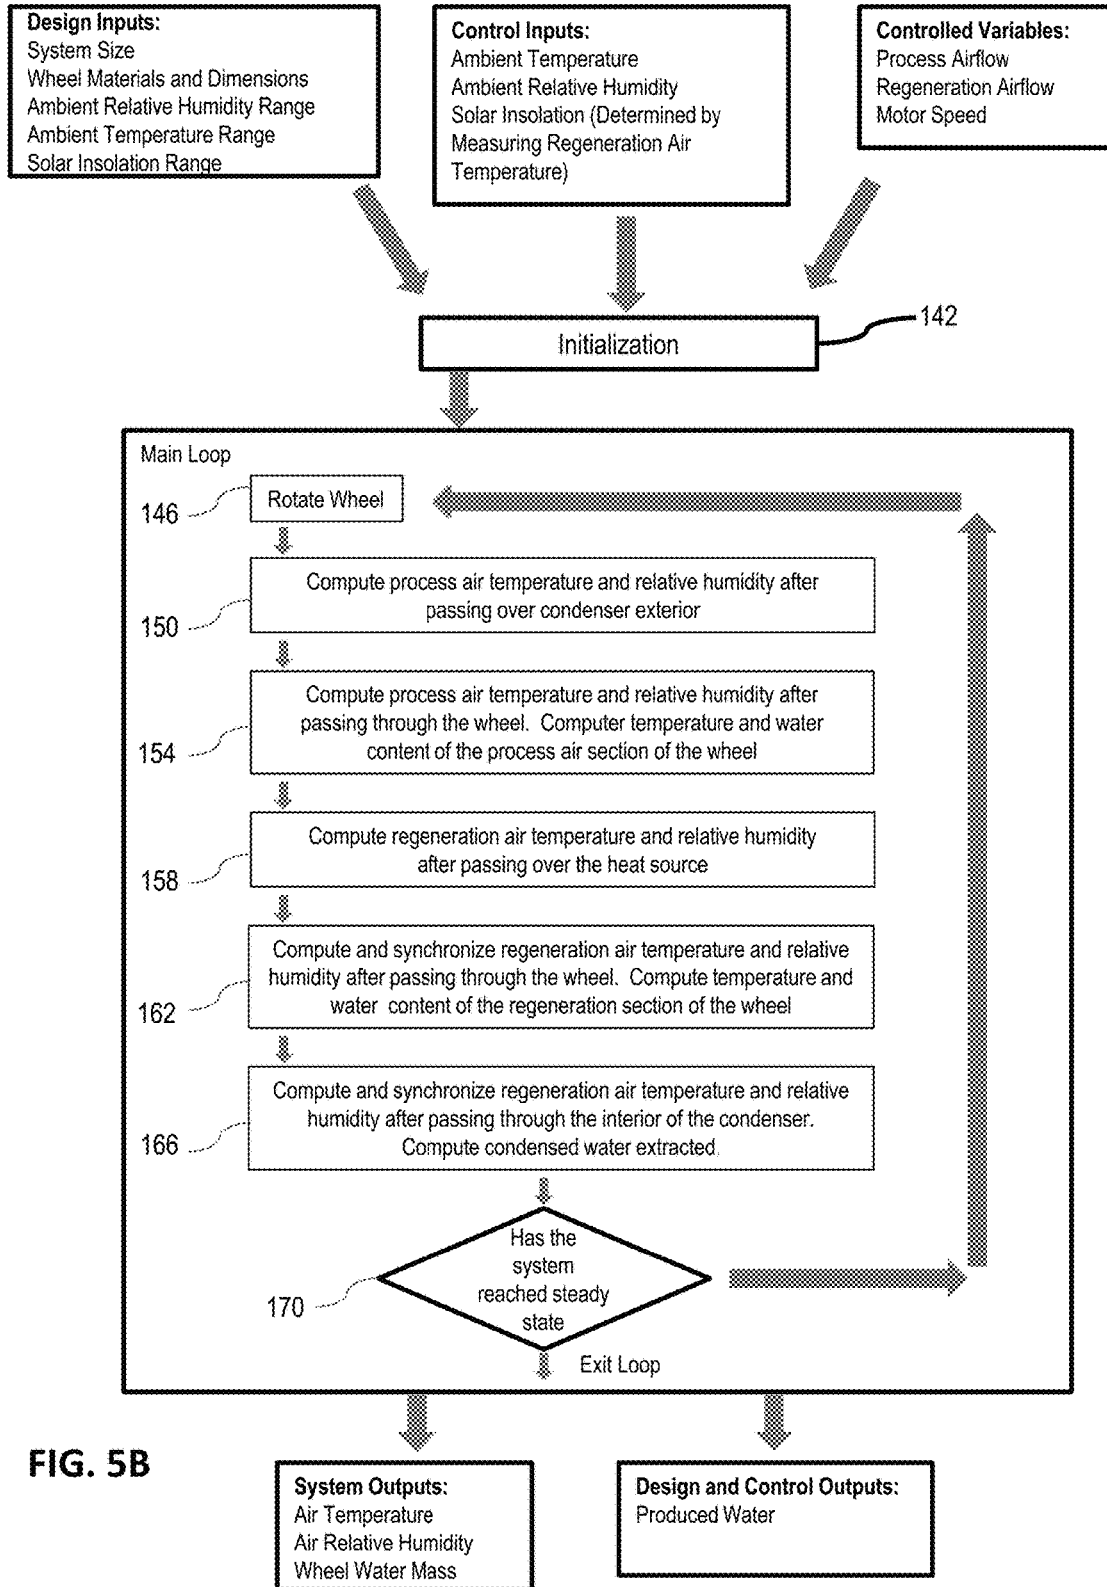 Design Inputs:
System Size
Wheel Materials and Dimensions
Ambient Relative Humidity Range
Ambient Temperature Range
Solar Insolation Range
Control Inputs:
Ambient Temperature
Ambient Relative Humidity
Solar Insolation (Determined by
Measuring Regeneration Air
Temperature)
Controlled Variables:
Process Airflow
Regeneration Airflow
Motor Speed
Initialization
142
Main Loop
146
Rotate Wheel
150
Compute process air temperature and relative humidity after
passing over condenser exterior
154
Compute process air temperature and relative humidity after
passing through the wheel. Computer temperature and water
content of the process air section of the wheel
158
Compute regeneration air temperature and relative humidity
after passing over the heat source
162
Compute and synchronize regeneration air temperature and relative
humidity after passing through the wheel. Compute temperature and
water content of the regeneration section of the wheel
166
Compute and synchronize regeneration air temperature and relative
humidity after passing through the interior of the condenser.
Compute condensed water extracted.
170
Has the
system
reached steady
state
Exit Loop
FIG. 5B
System Outputs:
Air Temperature
Air Relative Humidity
Wheel Water Mass
Design and Control Outputs:
Produced Water